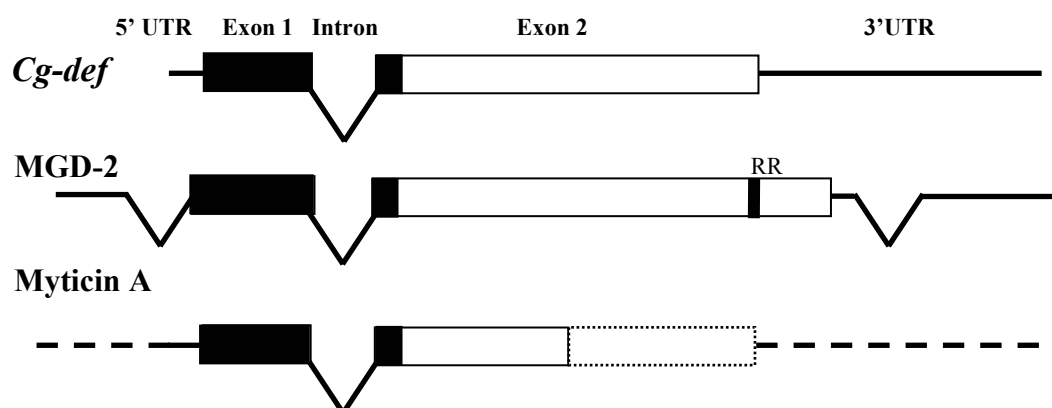 5' UTR Exon 1 Intron Exon 2 3'UTR
Cg-def
MGD-2
RR
Myticin A